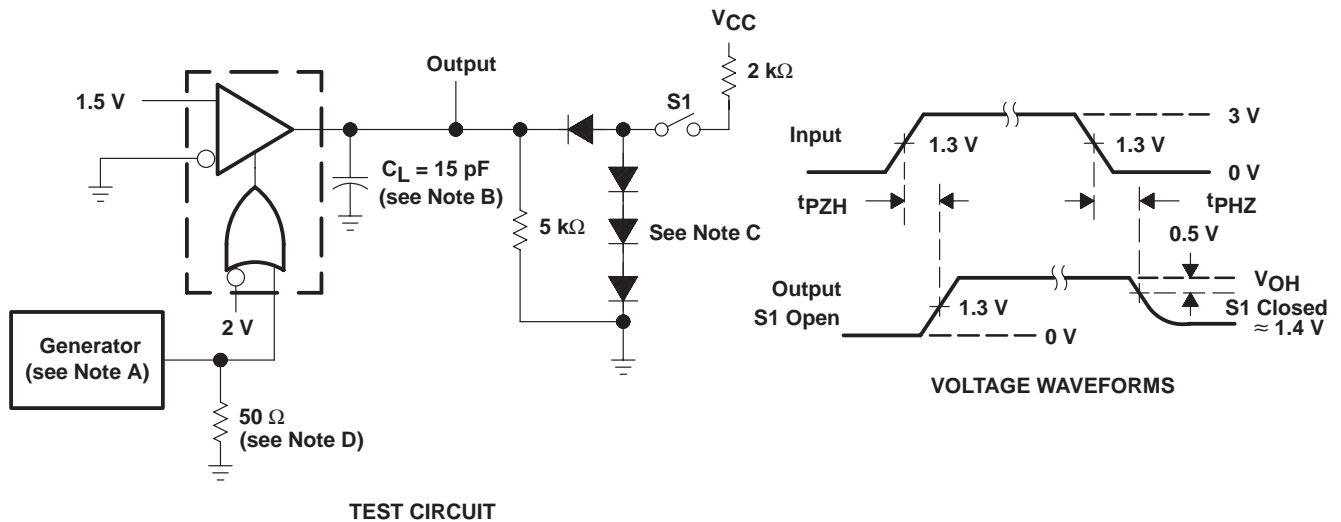 VCC
2 kΩ
Output
S1
1.5 V
CL = 15 pF
(see Note B)
5 kΩ
See Note C
2 V
Generator
(see Note A)
50 Ω
(see Note D)
TEST CIRCUIT
Input
3 V
1.3 V
1.3 V
0 V
tPZH
tPHZ
0.5 V
Output
S1 Open
1.3 V
0 V
VOH
S1 Closed
≈ 1.4 V
VOLTAGE WAVEFORMS